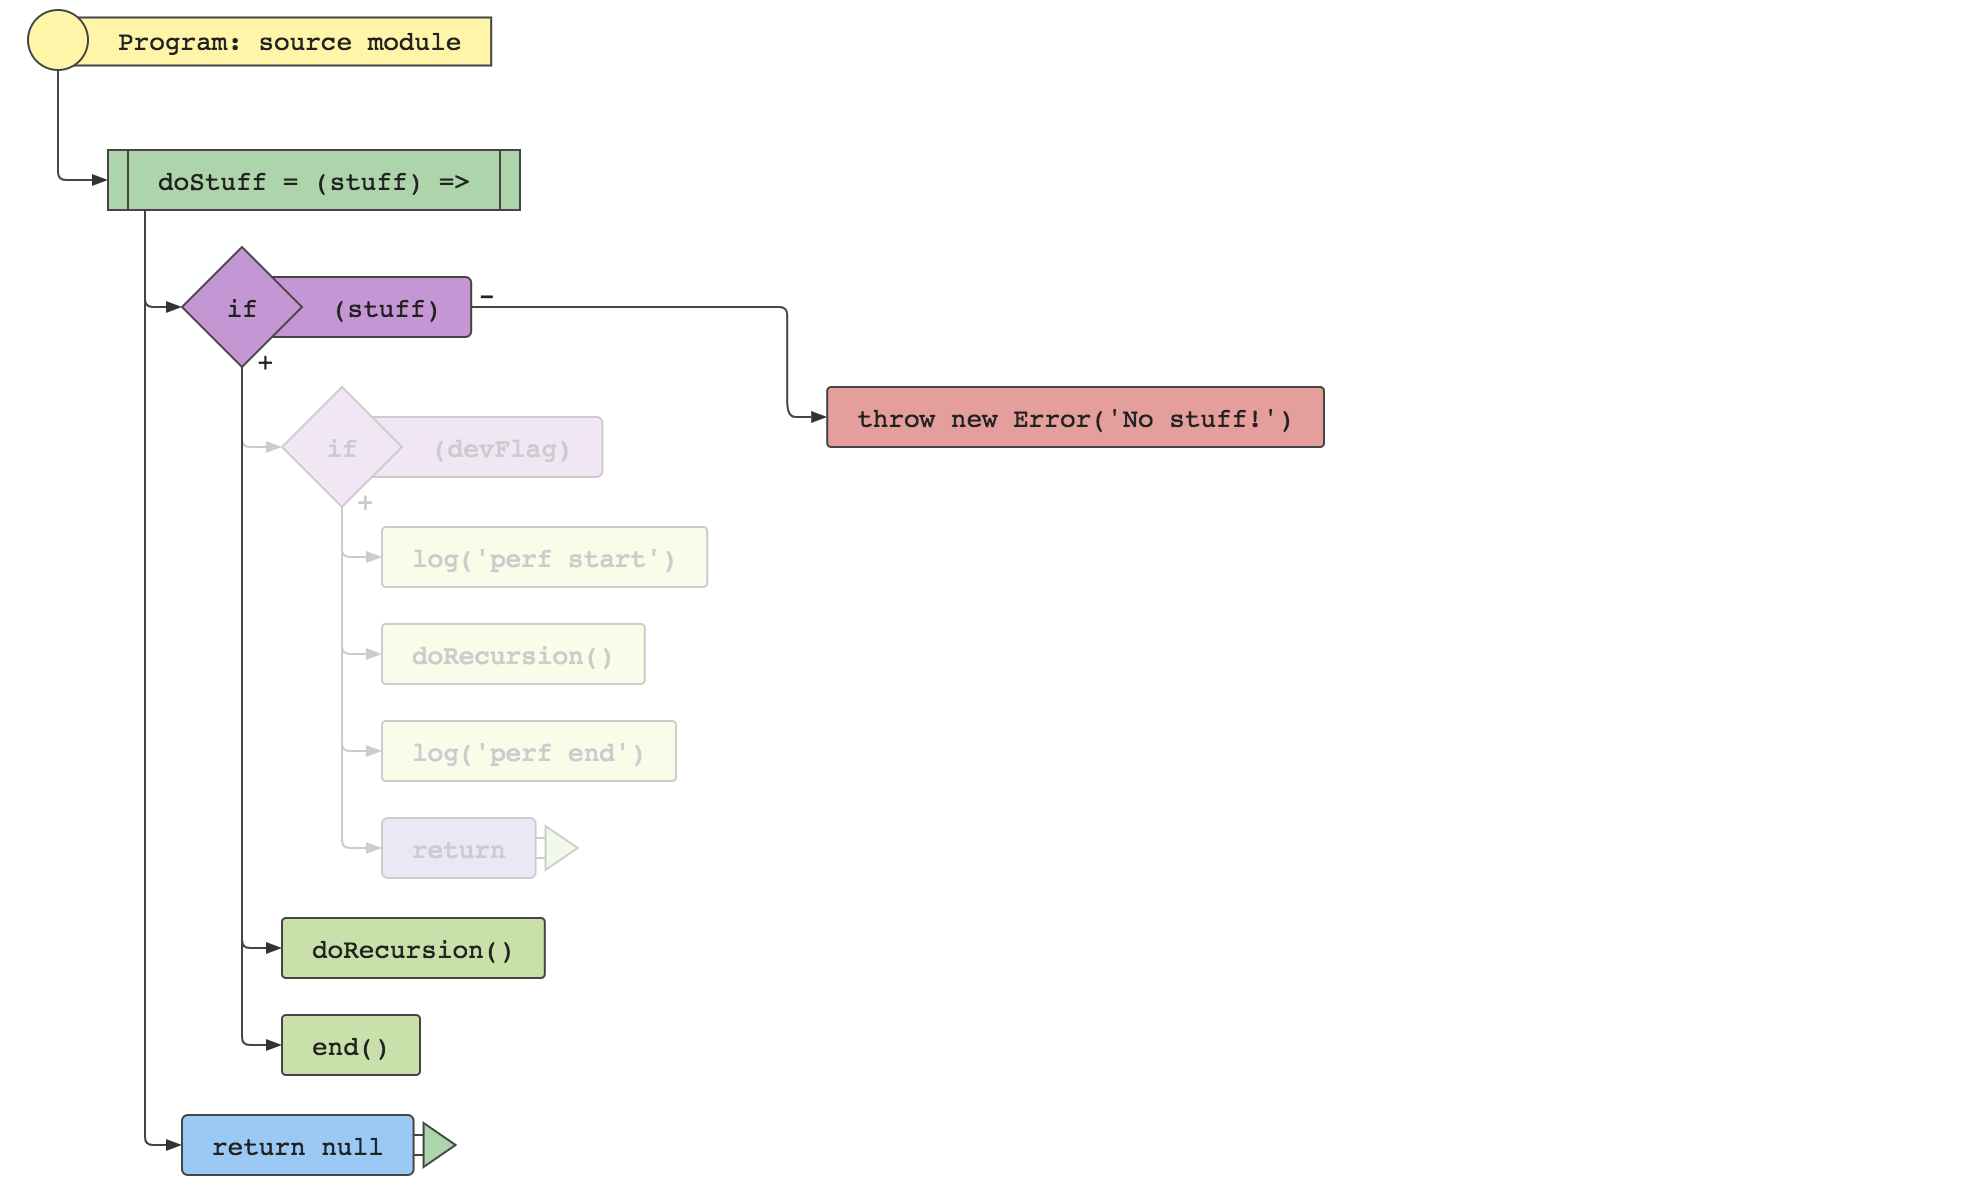 Program: source module
doStuff = (stuff) =>
if (stuff) -
+
throw new Error('No stuff!')
if (devFlag)
+
log('perf start')
doRecursion()
log('perf end')
return
doRecursion()
end()
return null